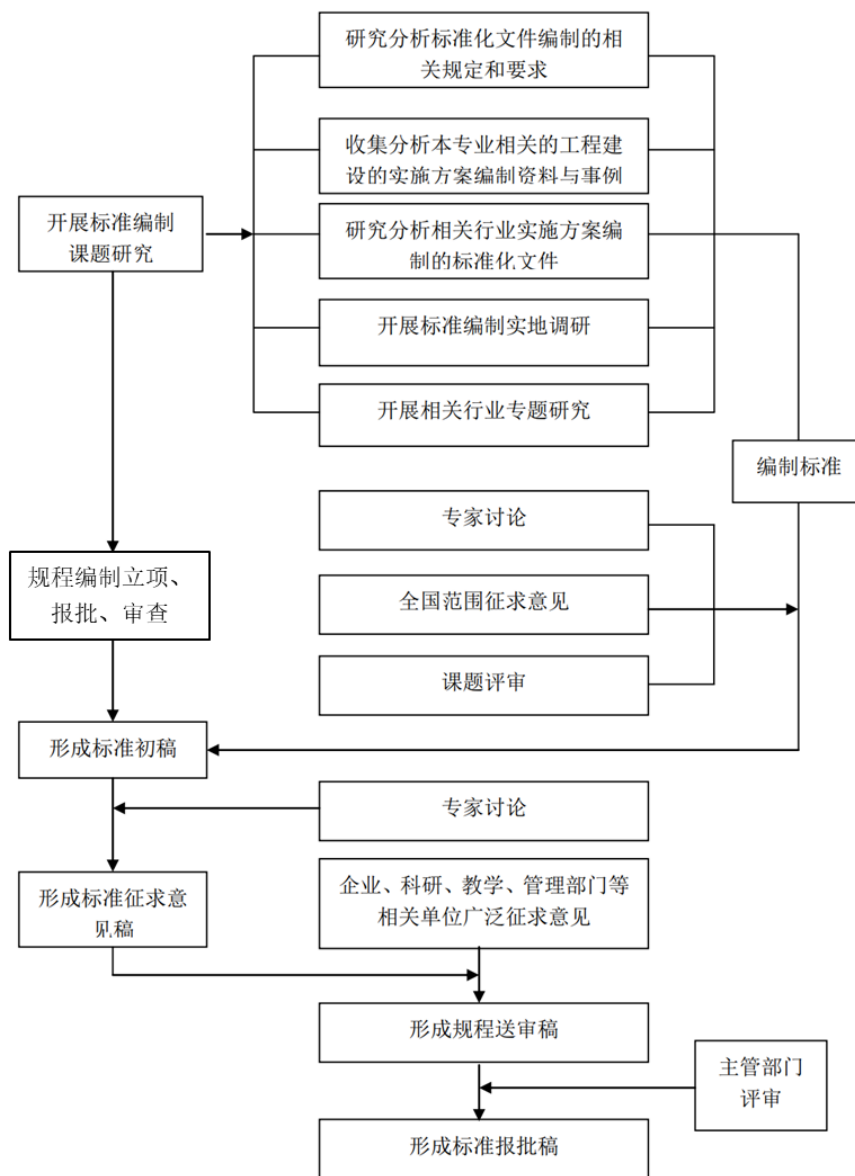 研究分析标准化文件编制的相
关规定和要求
收集分析本专业相关的工程建
设的实施方案编制资料与事例
开展标准编制
课题研究
研究分析相关行业实施方案编
制的标准化文件
开展标准编制实地调研
开展相关行业专题研究
编制标准
专家讨论
规程编制立项、
报批、审查
全国范围征求意见
课题评审
形成标准初稿
专家讨论
形成标准征求意
见稿
企业、科研、教学、管理部门等
相关单位广泛征求意见
形成规程送审稿
主管部门
评审
形成标准报批稿